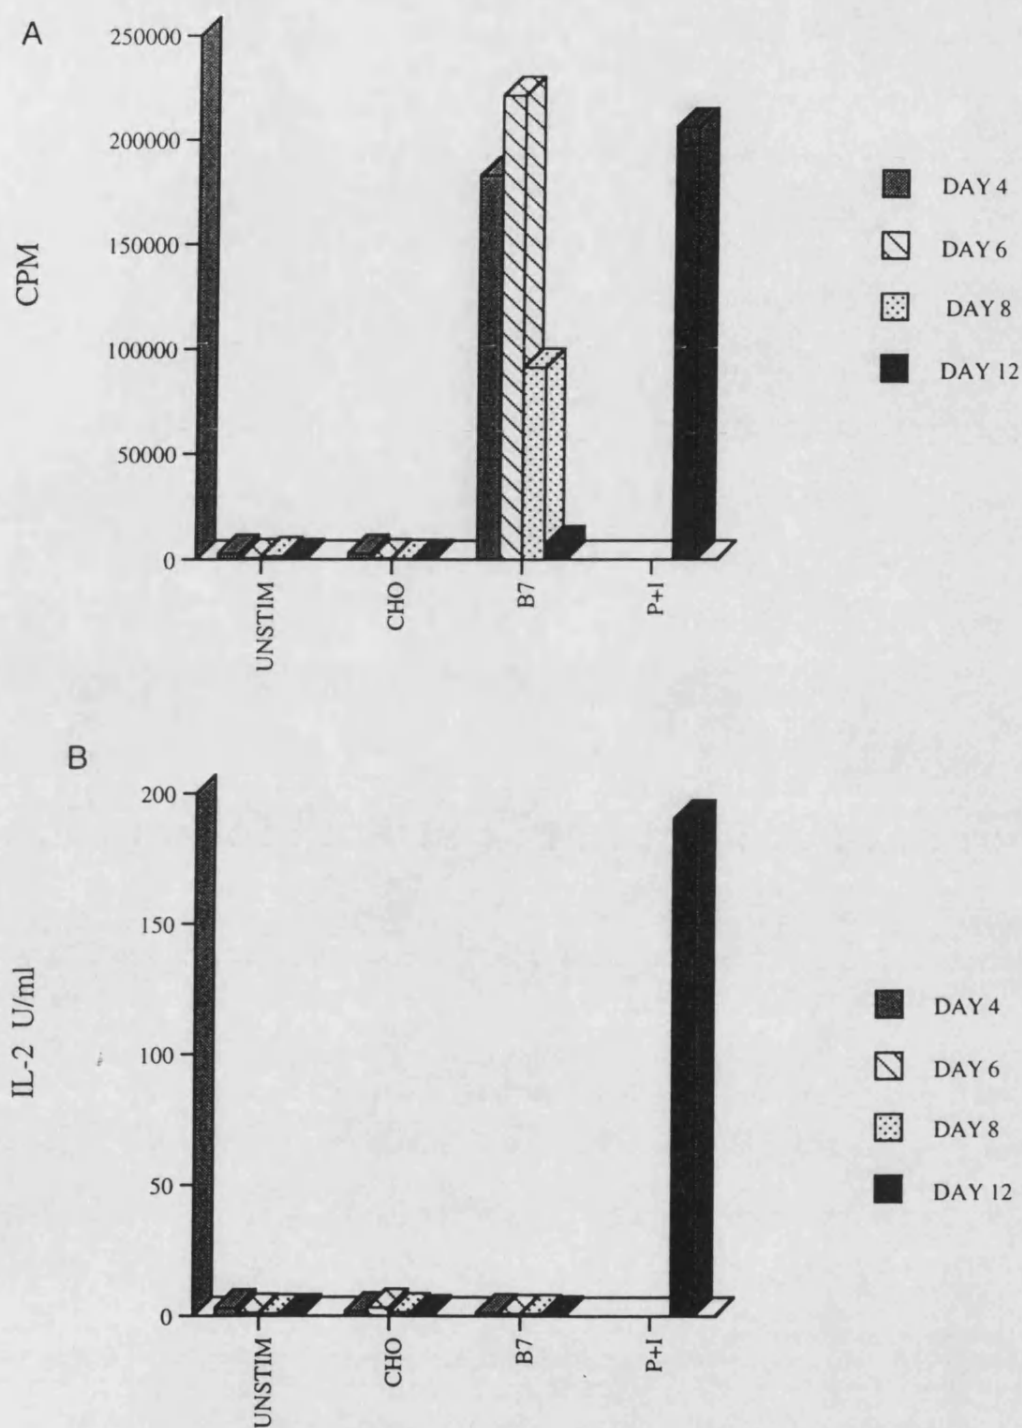 A
CPM
250000
200000
150000
100000
50000
0
UNSTIM
CHO
B7
P+I
DAY 4
DAY 6
DAY 8
DAY 12
B
IL-2 U/ml
200
150
100
50
0
UNSTIM
CHO
B7
P+I
DAY 4
DAY 6
DAY 8
DAY 12